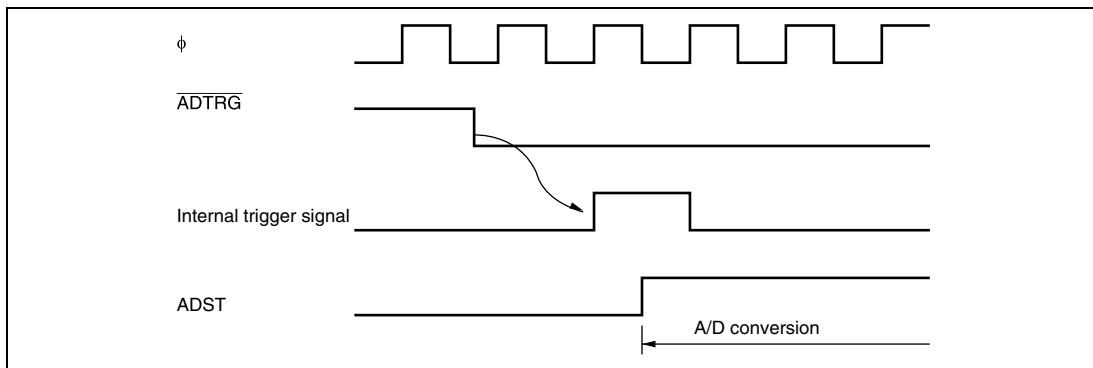 ϕ
ADTRG
Internal trigger signal
ADST
A/D conversion